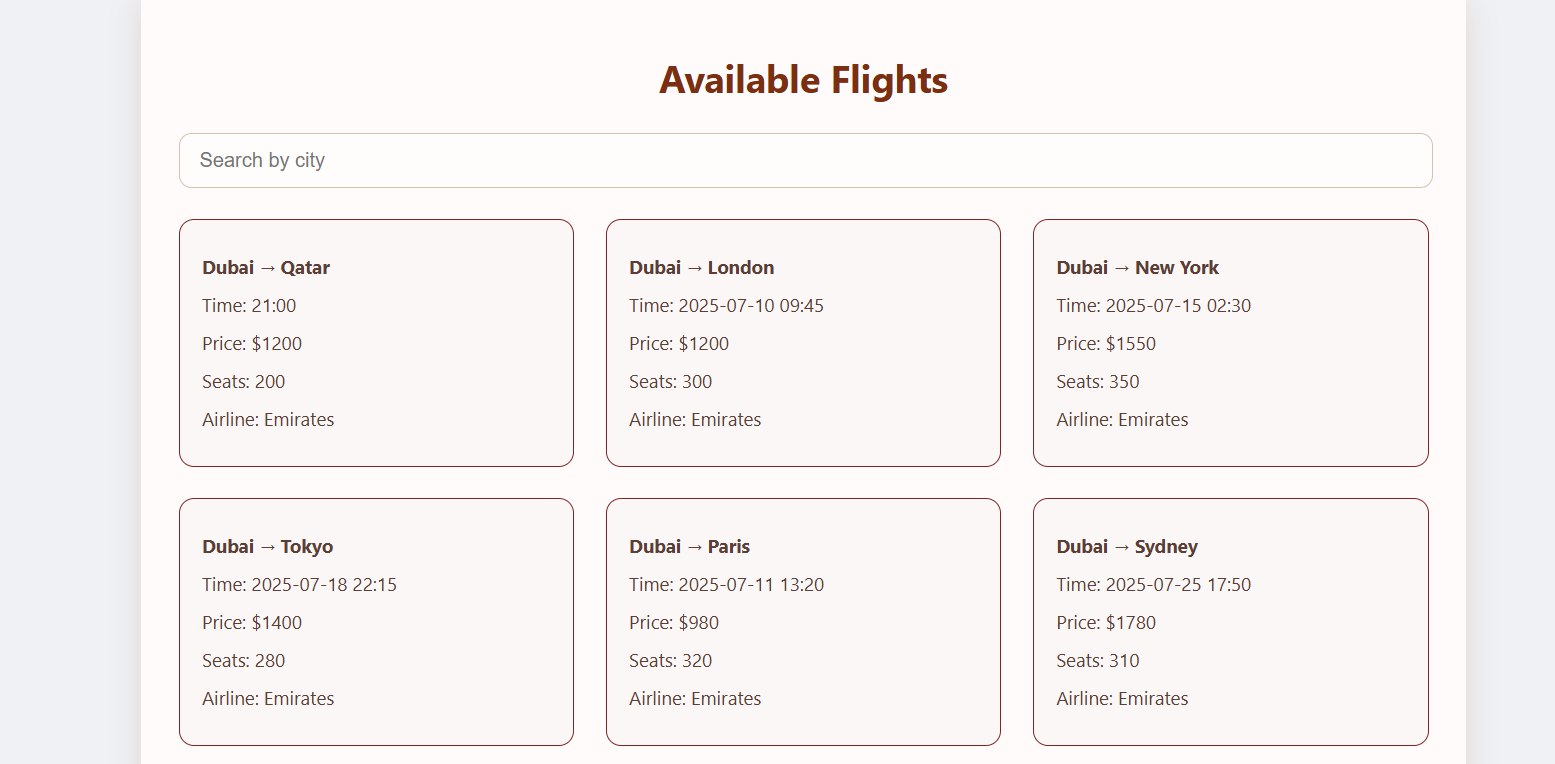 Available Flights
Search by city
Dubai → Qatar
Time: 21:00
Price: $1200
Seats: 200
Airline: Emirates
Dubai → London
Time: 2025-07-10 09:45
Price: $1200
Seats: 300
Airline: Emirates
Dubai → New York
Time: 2025-07-15 02:30
Price: $1550
Seats: 350
Airline: Emirates
Dubai → Tokyo
Time: 2025-07-18 22:15
Price: $1400
Seats: 280
Airline: Emirates
Dubai → Paris
Time: 2025-07-11 13:20
Price: $980
Seats: 320
Airline: Emirates
Dubai → Sydney
Time: 2025-07-25 17:50
Price: $1780
Seats: 310
Airline: Emirates